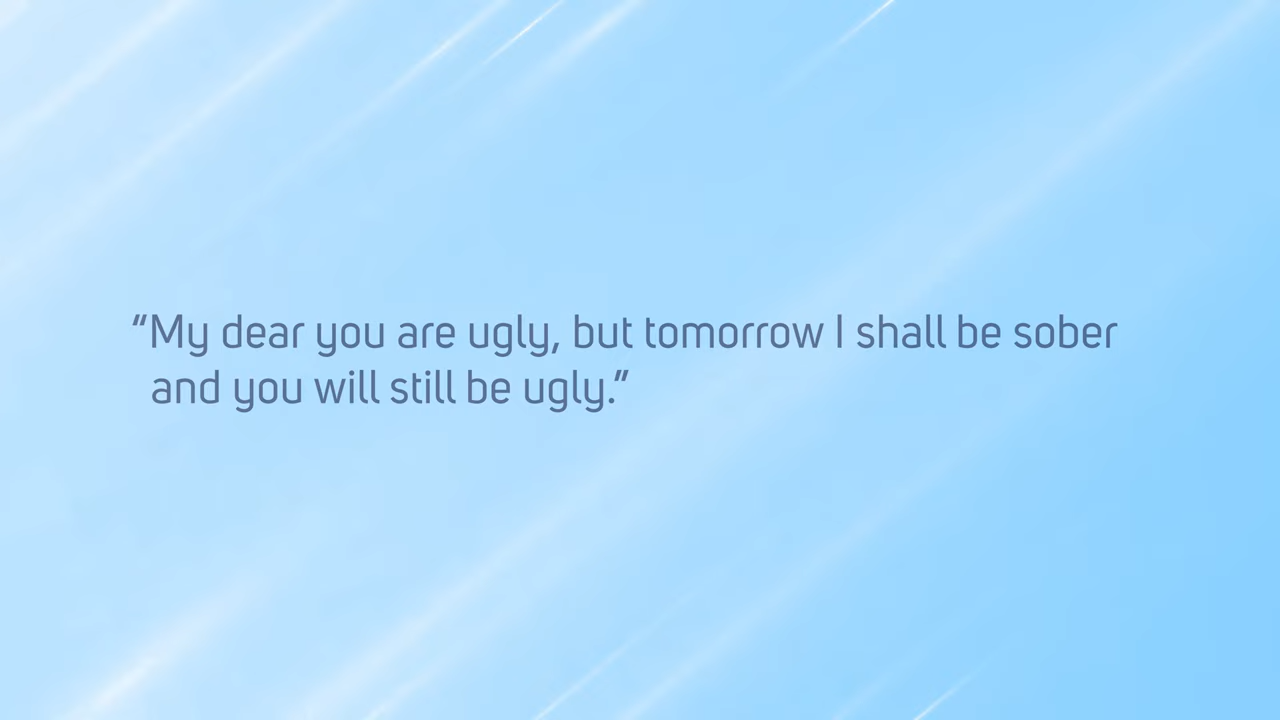 “My dear you are ugly, but tomorrow I shall be sober
and you will still be ugly.”